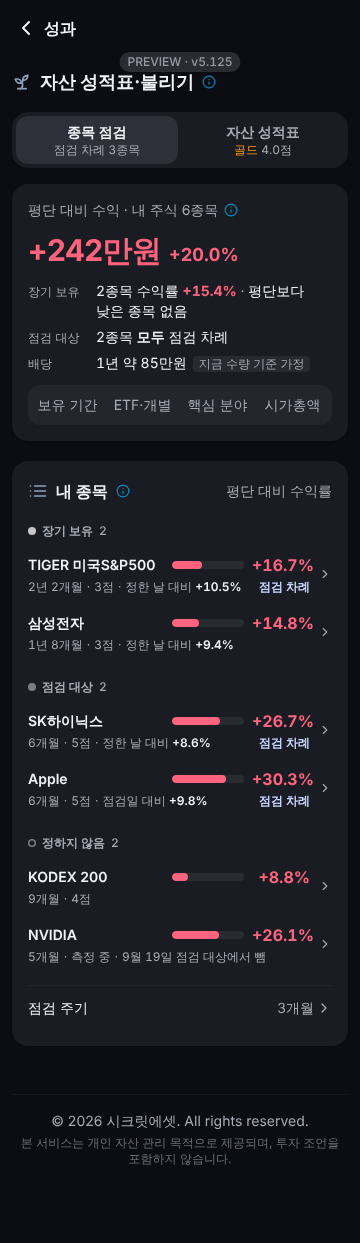 성과
PREVIEW · v5.125
자산 성적표·불리기
종목 점검
점검 차례 3종목
자산 성적표
골드 4.0점
평단 대비 수익 · 내 주식 6종목
+242만원 +20.0%
장기 보유 2종목 수익률 +15.4% · 평단보다
낮은 종목 없음
점검 대상 2종목 모두 점검 차례
배당 1년 약 85만원 지금 수량 기준 가정
보유 기간 ETF·개별 핵심 분야 시가총액
내 종목 평단 대비 수익률
장기 보유 2
TIGER 미국S&P500 +16.7%
2년 2개월 · 3점 · 정한 날 대비 +10.5% 점검 차례
삼성전자 +14.8%
1년 8개월 · 3점 · 정한 날 대비 +9.4%
점검 대상 2
SK하이닉스 +26.7%
6개월 · 5점 · 정한 날 대비 +8.6% 점검 차례
Apple +30.3%
6개월 · 5점 · 점검일 대비 +9.8% 점검 차례
정하지 않음 2
KODEX 200 +8.8%
9개월 · 4점
NVIDIA +26.1%
5개월 · 측정 중 · 9월 19일 점검 대상에서 뺌
점검 주기 3개월
© 2026 시크릿에셋. All rights reserved.
본 서비스는 개인 자산 관리 목적으로 제공되며, 투자 조언을
포함하지 않습니다.